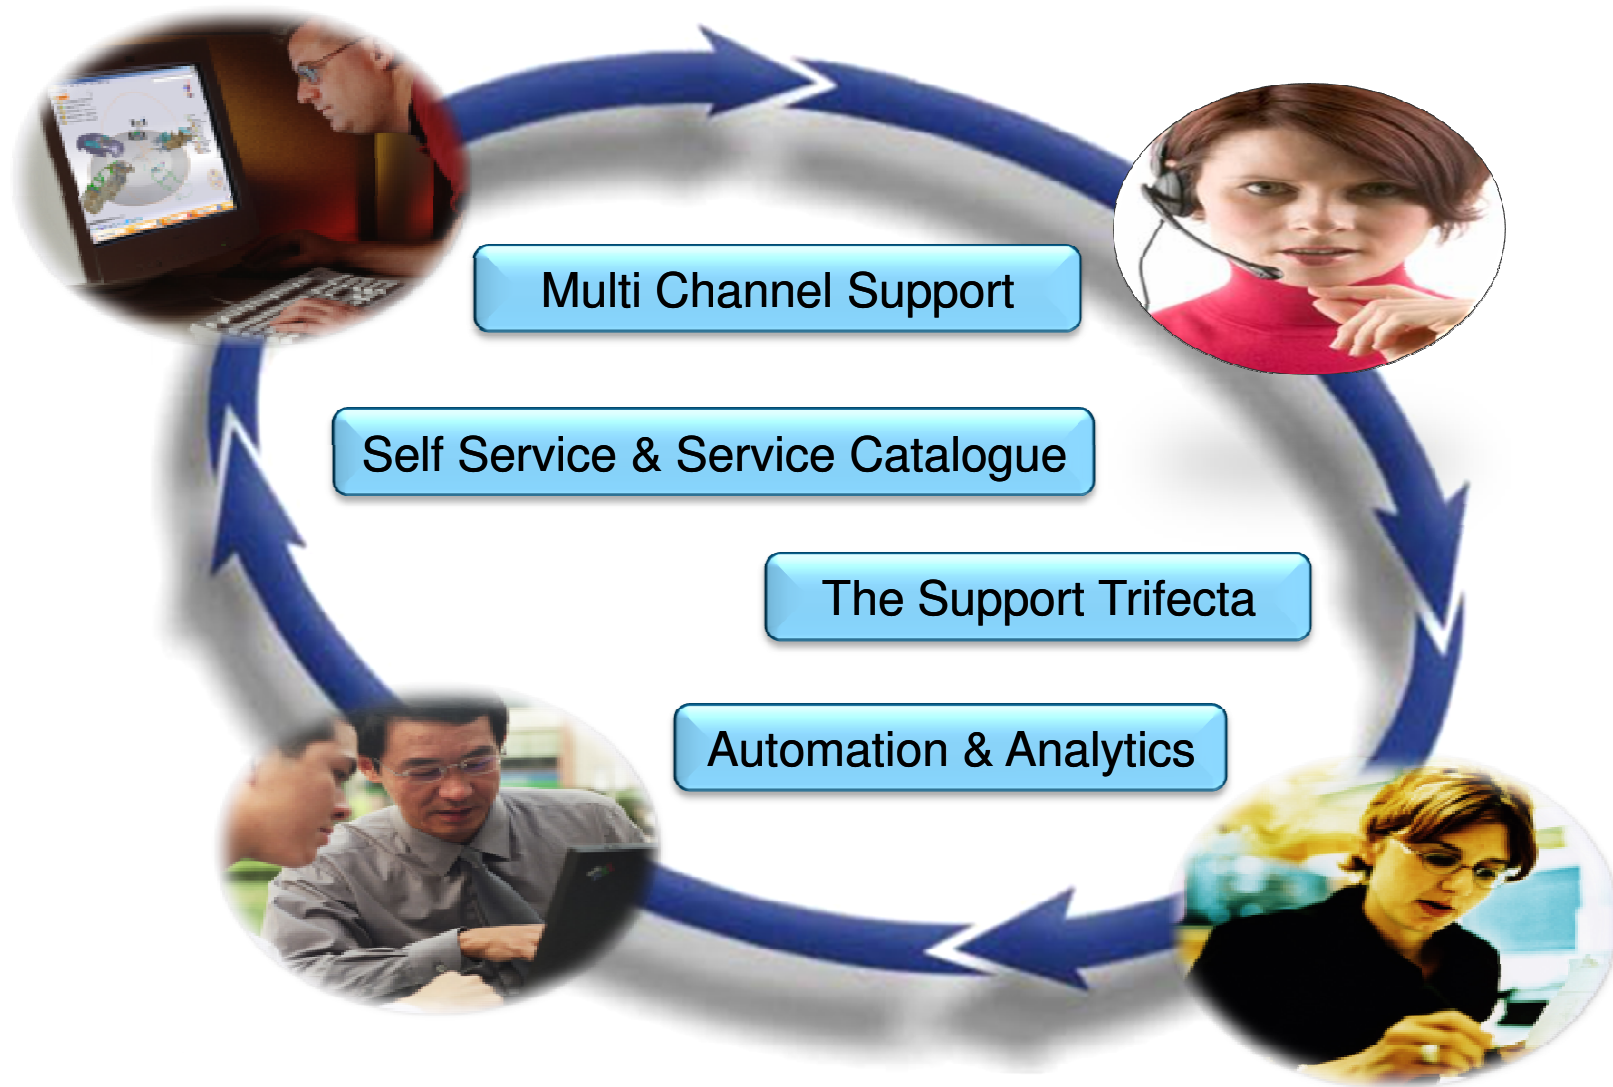 Multi Channel Support
Self Service & Service Catalogue
The Support Trifecta
Automation & Analytics